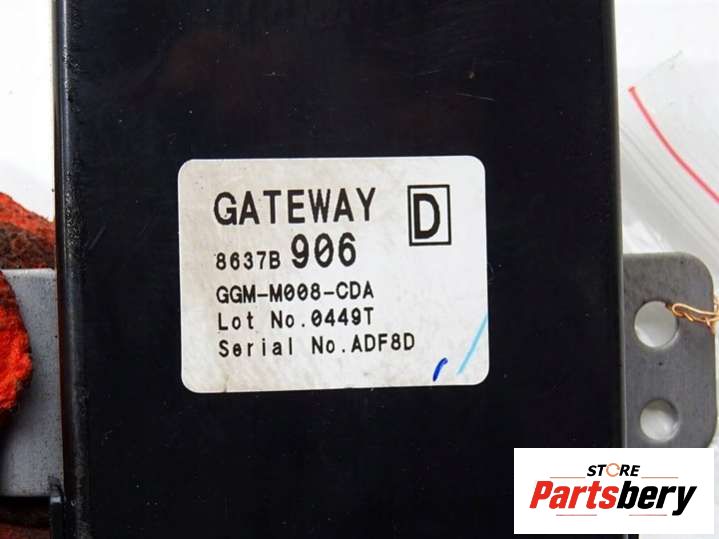 GATEWAY D
8637B 906
GGM-M008-CDA
Lot No.0449T
Serial No.ADF8D
STORE
Partsbery